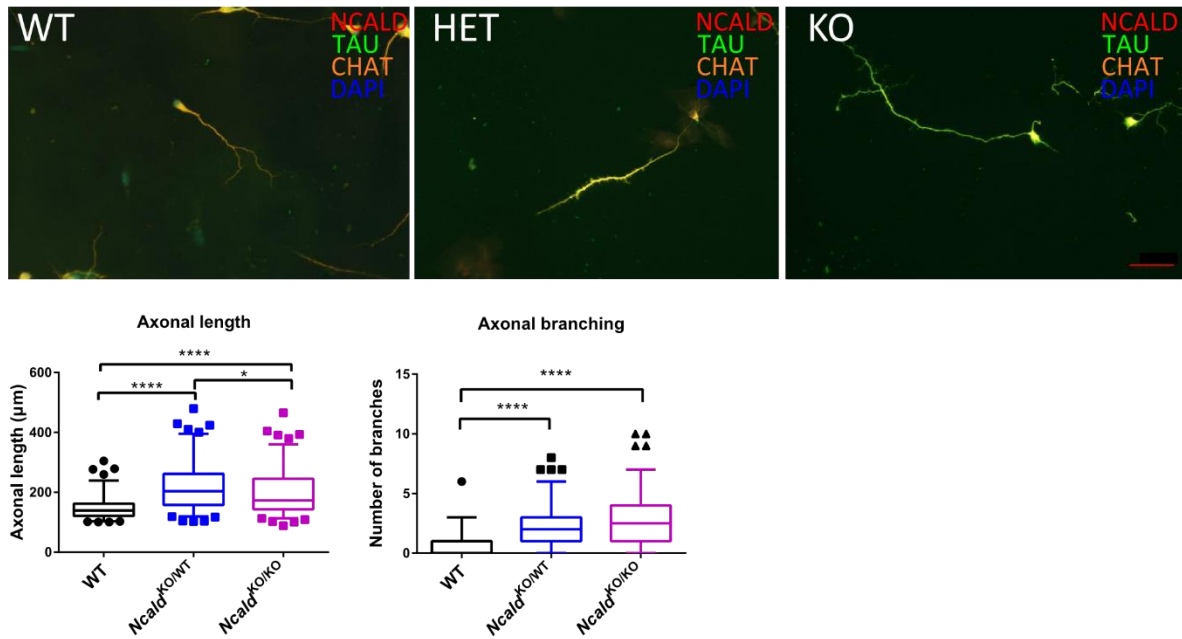 WT
NCALD
TAU
CHAT
DAPI
HET
NCALD
TAU
CHAT
DAPI
KO
NCALD
TAU
CHAT
DAPI
Axonal length
****
****
*
Axonal length (µm)
600
400
200
0
WT
Ncald^KO/WT
Ncald^KO/KO
Axonal branching
****
****
Number of branches
15
10
5
0
WT
Ncald^KO/WT
Ncald^KO/KO